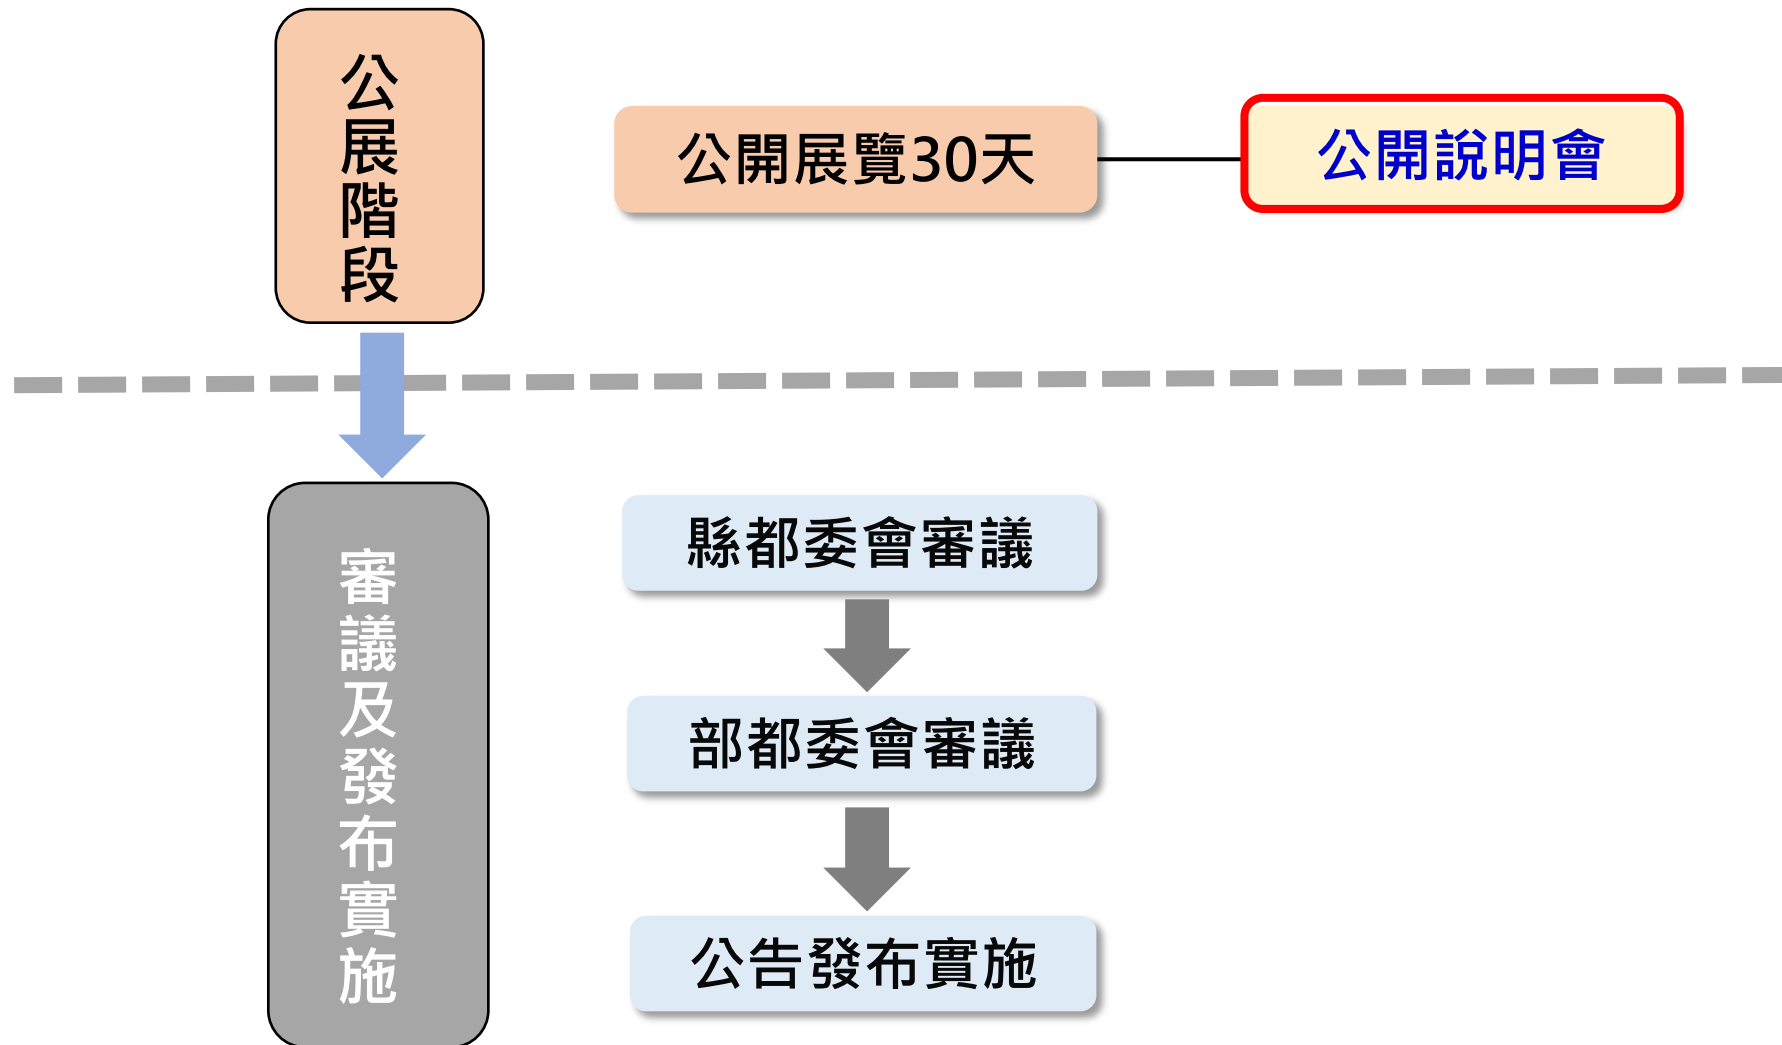 公展階段
公開展覽30天
公開說明會
審議及發布實施
縣都委會審議
部都委會審議
公告發布實施